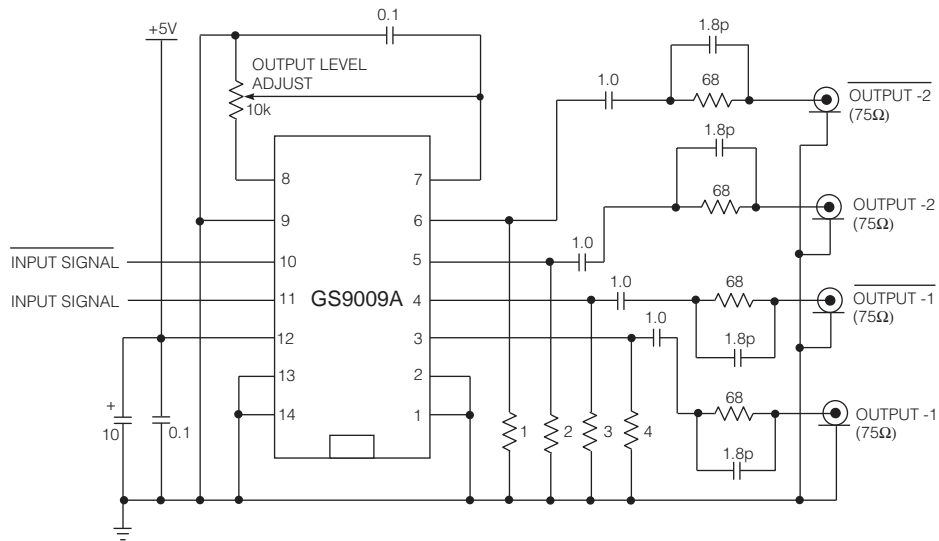 0.1
+5V
OUTPUT LEVEL
ADJUST
10k
1.8p
1.0
68
OUTPUT -2
(75Ω)
8
7
1.8p
68
9
6
OUTPUT -2
(75Ω)
1.0
INPUT SIGNAL
10
5
1.0
68
OUTPUT -1
(75Ω)
INPUT SIGNAL
11
GS9009A
4
1.0
1.8p
12
3
13
2
68
14
1
OUTPUT -1
(75Ω)
+
10
0.1
1
2
3
4
1.8p